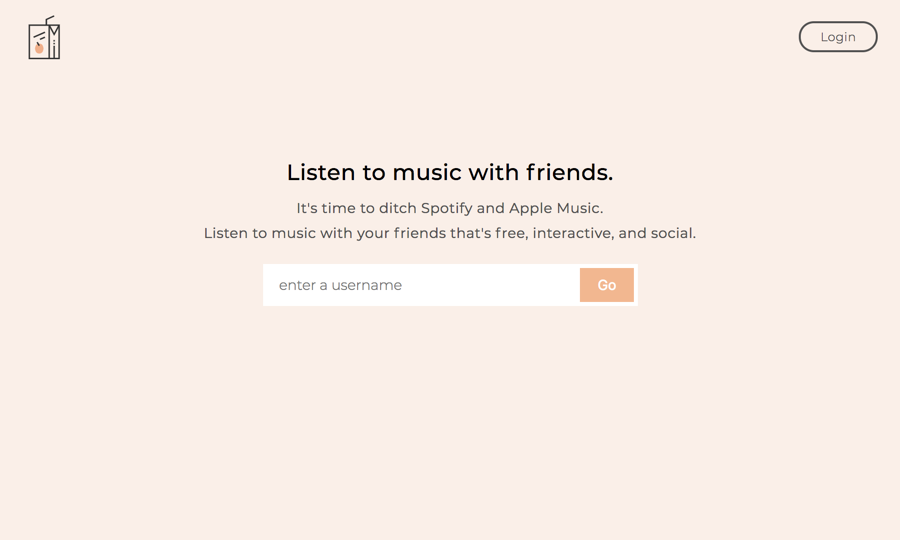 Login
Listen to music with friends.
It's time to ditch Spotify and Apple Music.
Listen to music with your friends that's free, interactive, and social.
enter a username
Go